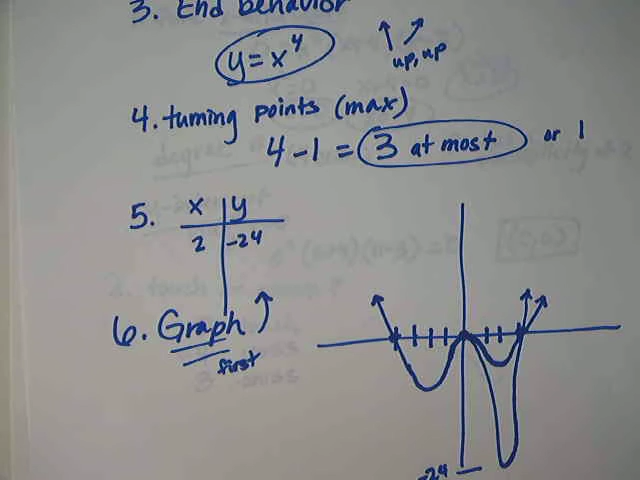 3. End behavior
y = x⁴
up, up
4. turning points (max)
4 - 1 = 3 at most or 1
5. x y
2 -24
6. Graph
first
-24